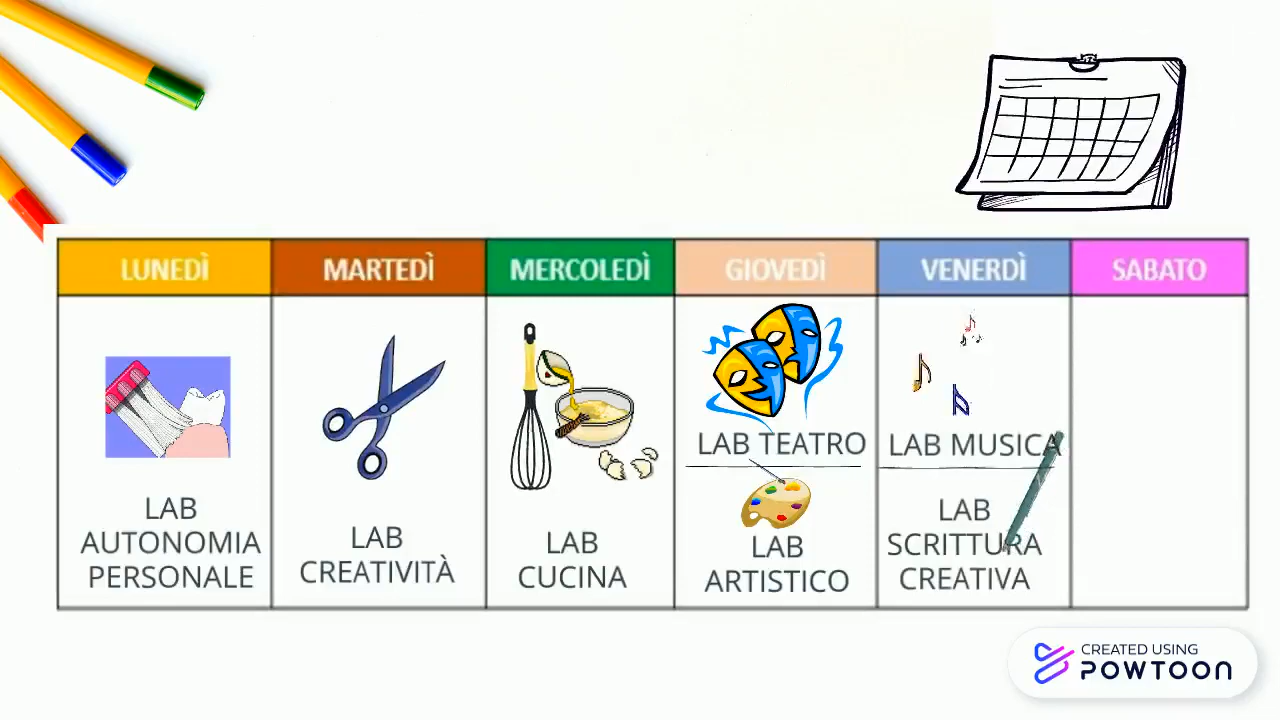 LUNEDÌ MARTEDÌ MERCOLEDÌ GIOVEDÌ VENERDÌ SABATO
LAB
AUTONOMIA
PERSONALE
LAB
CREATIVITÀ
LAB
CUCINA
LAB TEATRO
LAB
ARTISTICO
LAB MUSICA
LAB
SCRITTURA
CREATIVA
CREATED USING
POWTOON